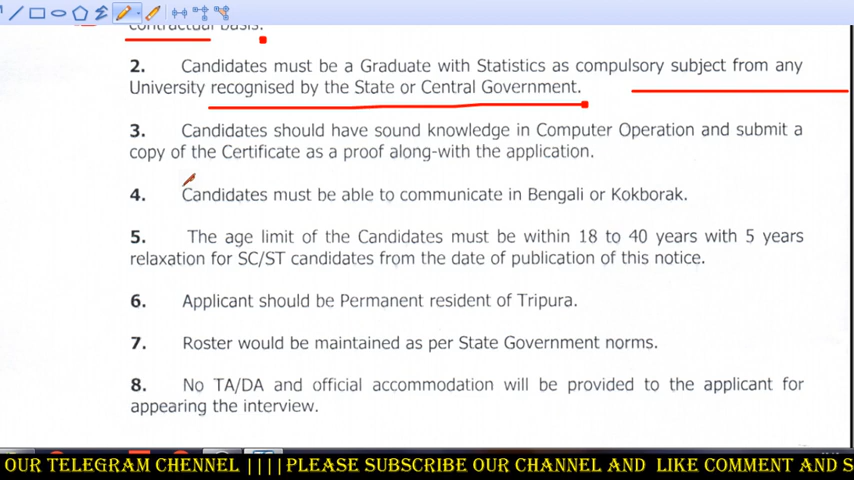 contractual basis.
2. Candidates must be a Graduate with Statistics as compulsory subject from any
University recognised by the State or Central Government.
3. Candidates should have sound knowledge in Computer Operation and submit a
copy of the Certificate as a proof along-with the application.
4. Candidates must be able to communicate in Bengali or Kokborak.
5. The age limit of the Candidates must be within 18 to 40 years with 5 years
relaxation for SC/ST candidates from the date of publication of this notice.
6. Applicant should be Permanent resident of Tripura.
7. Roster would be maintained as per State Government norms.
8. No TA/DA and official accommodation will be provided to the applicant for
appearing the interview.
OUR TELEGRAM CHENNEL ||||PLEASE SUBSCRIBE OUR CHANNEL AND LIKE COMMENT AND S